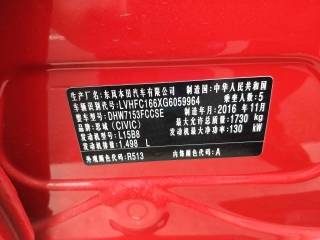 生产厂名：东风本田汽车有限公司 制造国：中华人民共和国
车辆识别代号：LVHFC166XG6059964 乘坐人数：5
整车型号：DHW7153FCCSE 制造年月：2016 年 11月
品牌：思域(CIVIC) 最大允许总质量：1730 kg
发动机型号：L15B8 发动机最大净功率：130 kW
发动机排量：1,498 L
外观颜色代码：R513 内饰颜色代码：A